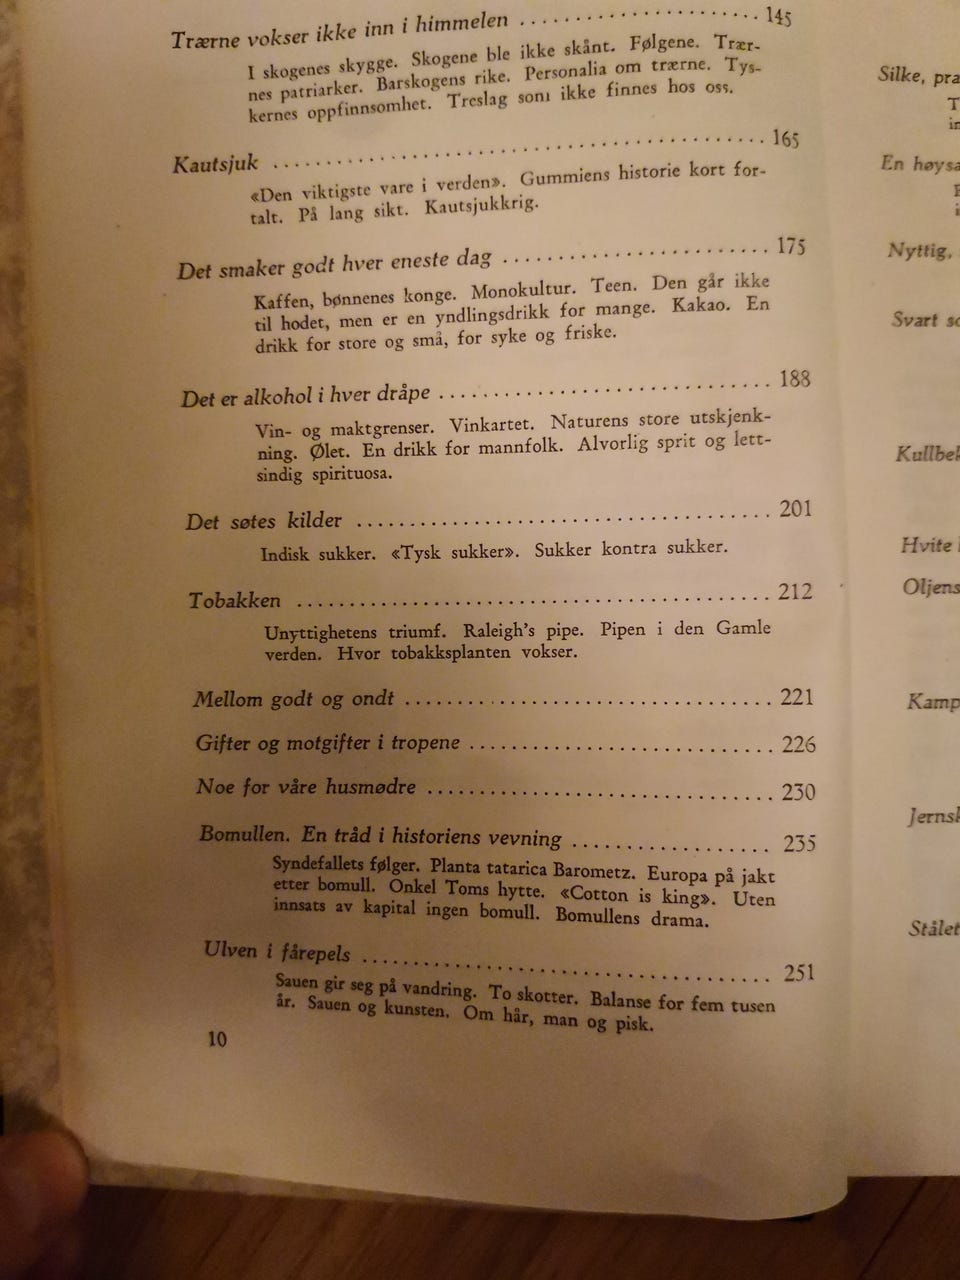 Trærne vokser ikke inn i himmelen ........................ 145
I skogenes skygge. Skogene ble ikke skånt. Følgene. Trær-
nes patriarker. Barskogens rike. Personalia om trærne. Tys-
kernes oppfinnsomhet. Treslag som ikke finnes hos oss.
Kautsjuk ........................................ 165
«Den viktigste vare i verden». Gummiens historie kort for-
talt. På lang sikt. Kautsjukkrig.
Det smaker godt hver eneste dag ........................ 175
Kaffen, bønnenes konge. Monokultur. Teen. Den går ikke
til hodet, men er en yndlingsdrikk for mange. Kakao. En
drikk for store og små, for syke og friske.
Det er alkohol i hver dråpe ............................ 188
Vin- og maktgrenser. Vinkartet. Naturens store utskjenk-
ning. Ølet. En drikk for mannfolk. Alvorlig sprit og lett-
sindig spirituosa.
Det søtes kilder .................................... 201
Indisk sukker. «Tysk sukker». Sukker kontra sukker.
Tobakken ........................................ 212
Unyttighetens triumf. Raleigh's pipe. Pipen i den Gamle
verden. Hvor tobakksplanten vokser.
Mellom godt og ondt ................................ 221
Gifter og motgifter i tropene .......................... 226
Noe for våre husmødre .............................. 230
Bomullen. En tråd i historiens vevning .................. 235
Syndefallets følger. Planta tatarica Barometz. Europa på jakt
etter bomull. Onkel Toms hytte. «Cotton is king». Uten
innsats av kapital ingen bomull. Bomullens drama.
Ulven i fårepels .................................... 251
Sauen gir seg på vandring. To skotter. Balanse for fem tusen
år. Sauen og kunsten. Om hår, man og pisk.
10
Silke, pra
T
in
En høysa
Nyttig,
Svart so
Kullbe
Hvite
Oljens
Kamp
Jernsk
Stålet